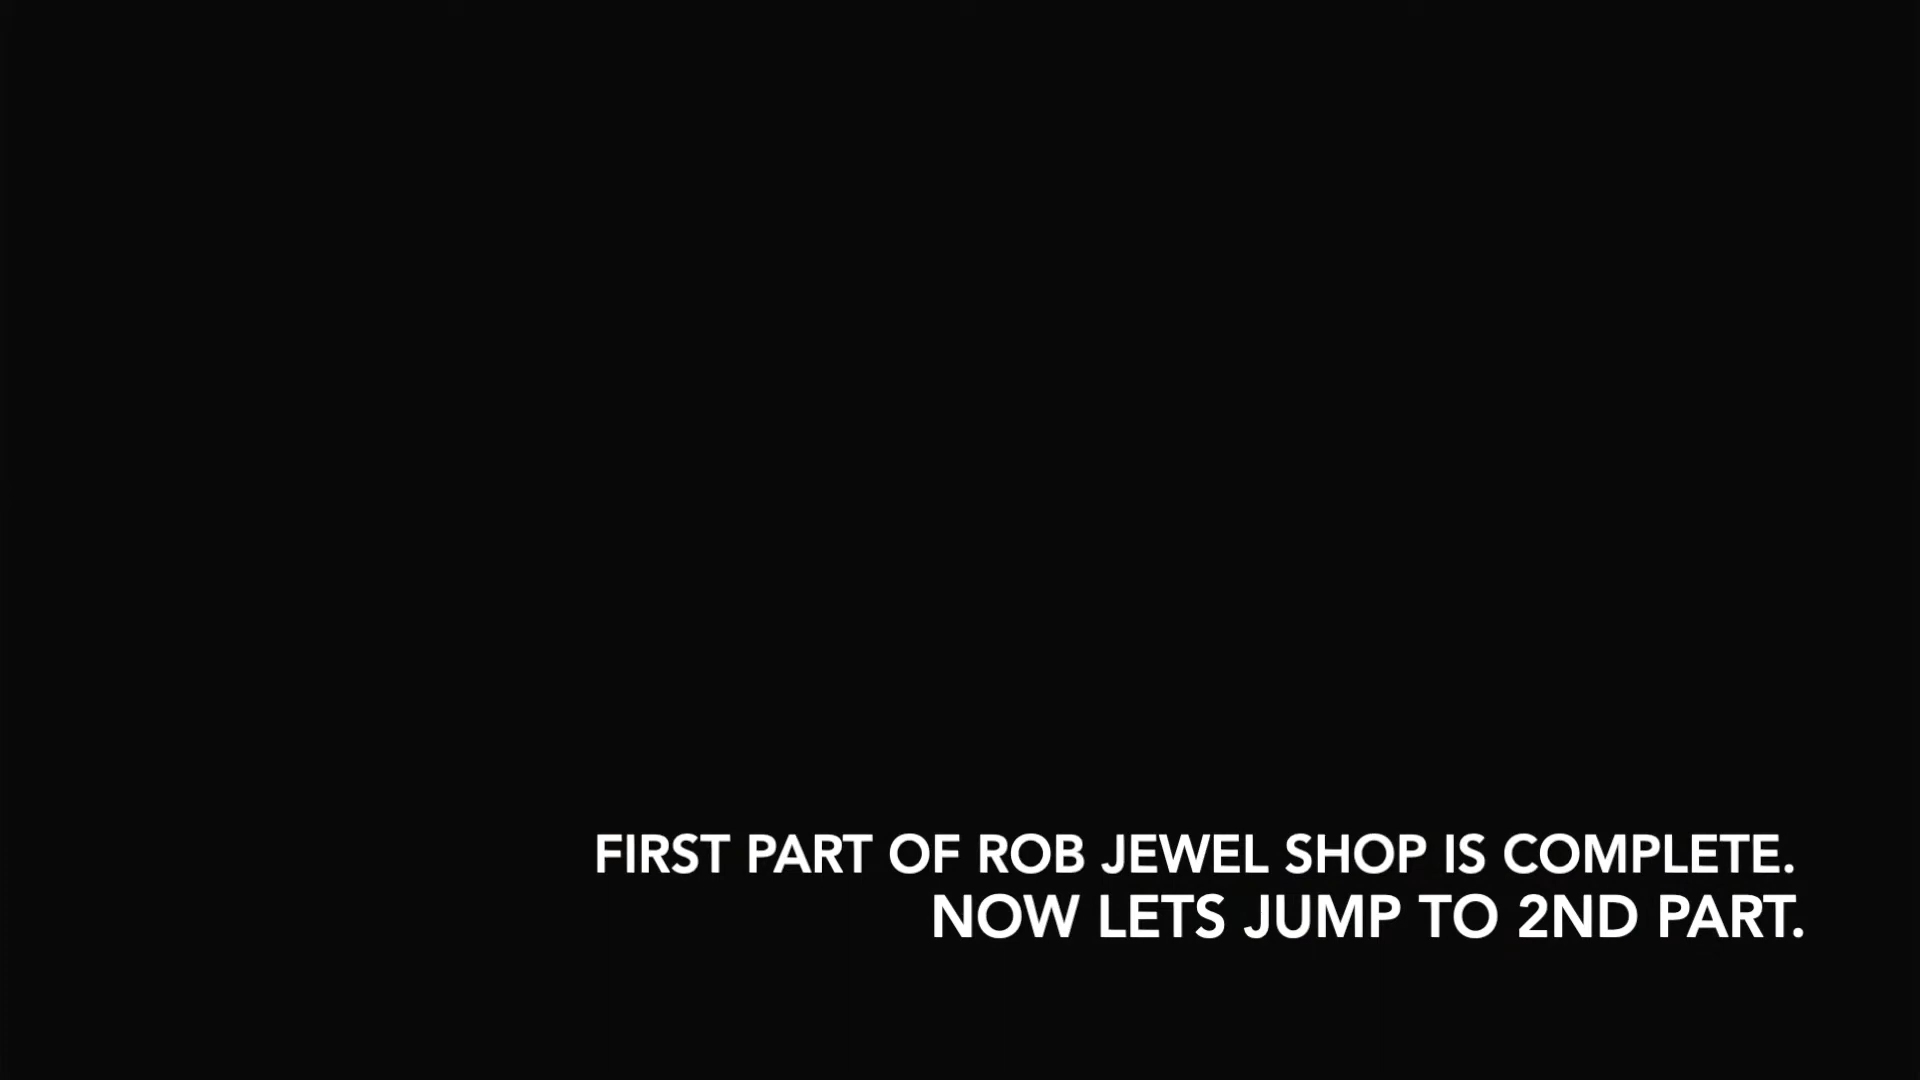 FIRST PART OF ROB JEWEL SHOP IS COMPLETE.
NOW LETS JUMP TO 2ND PART.